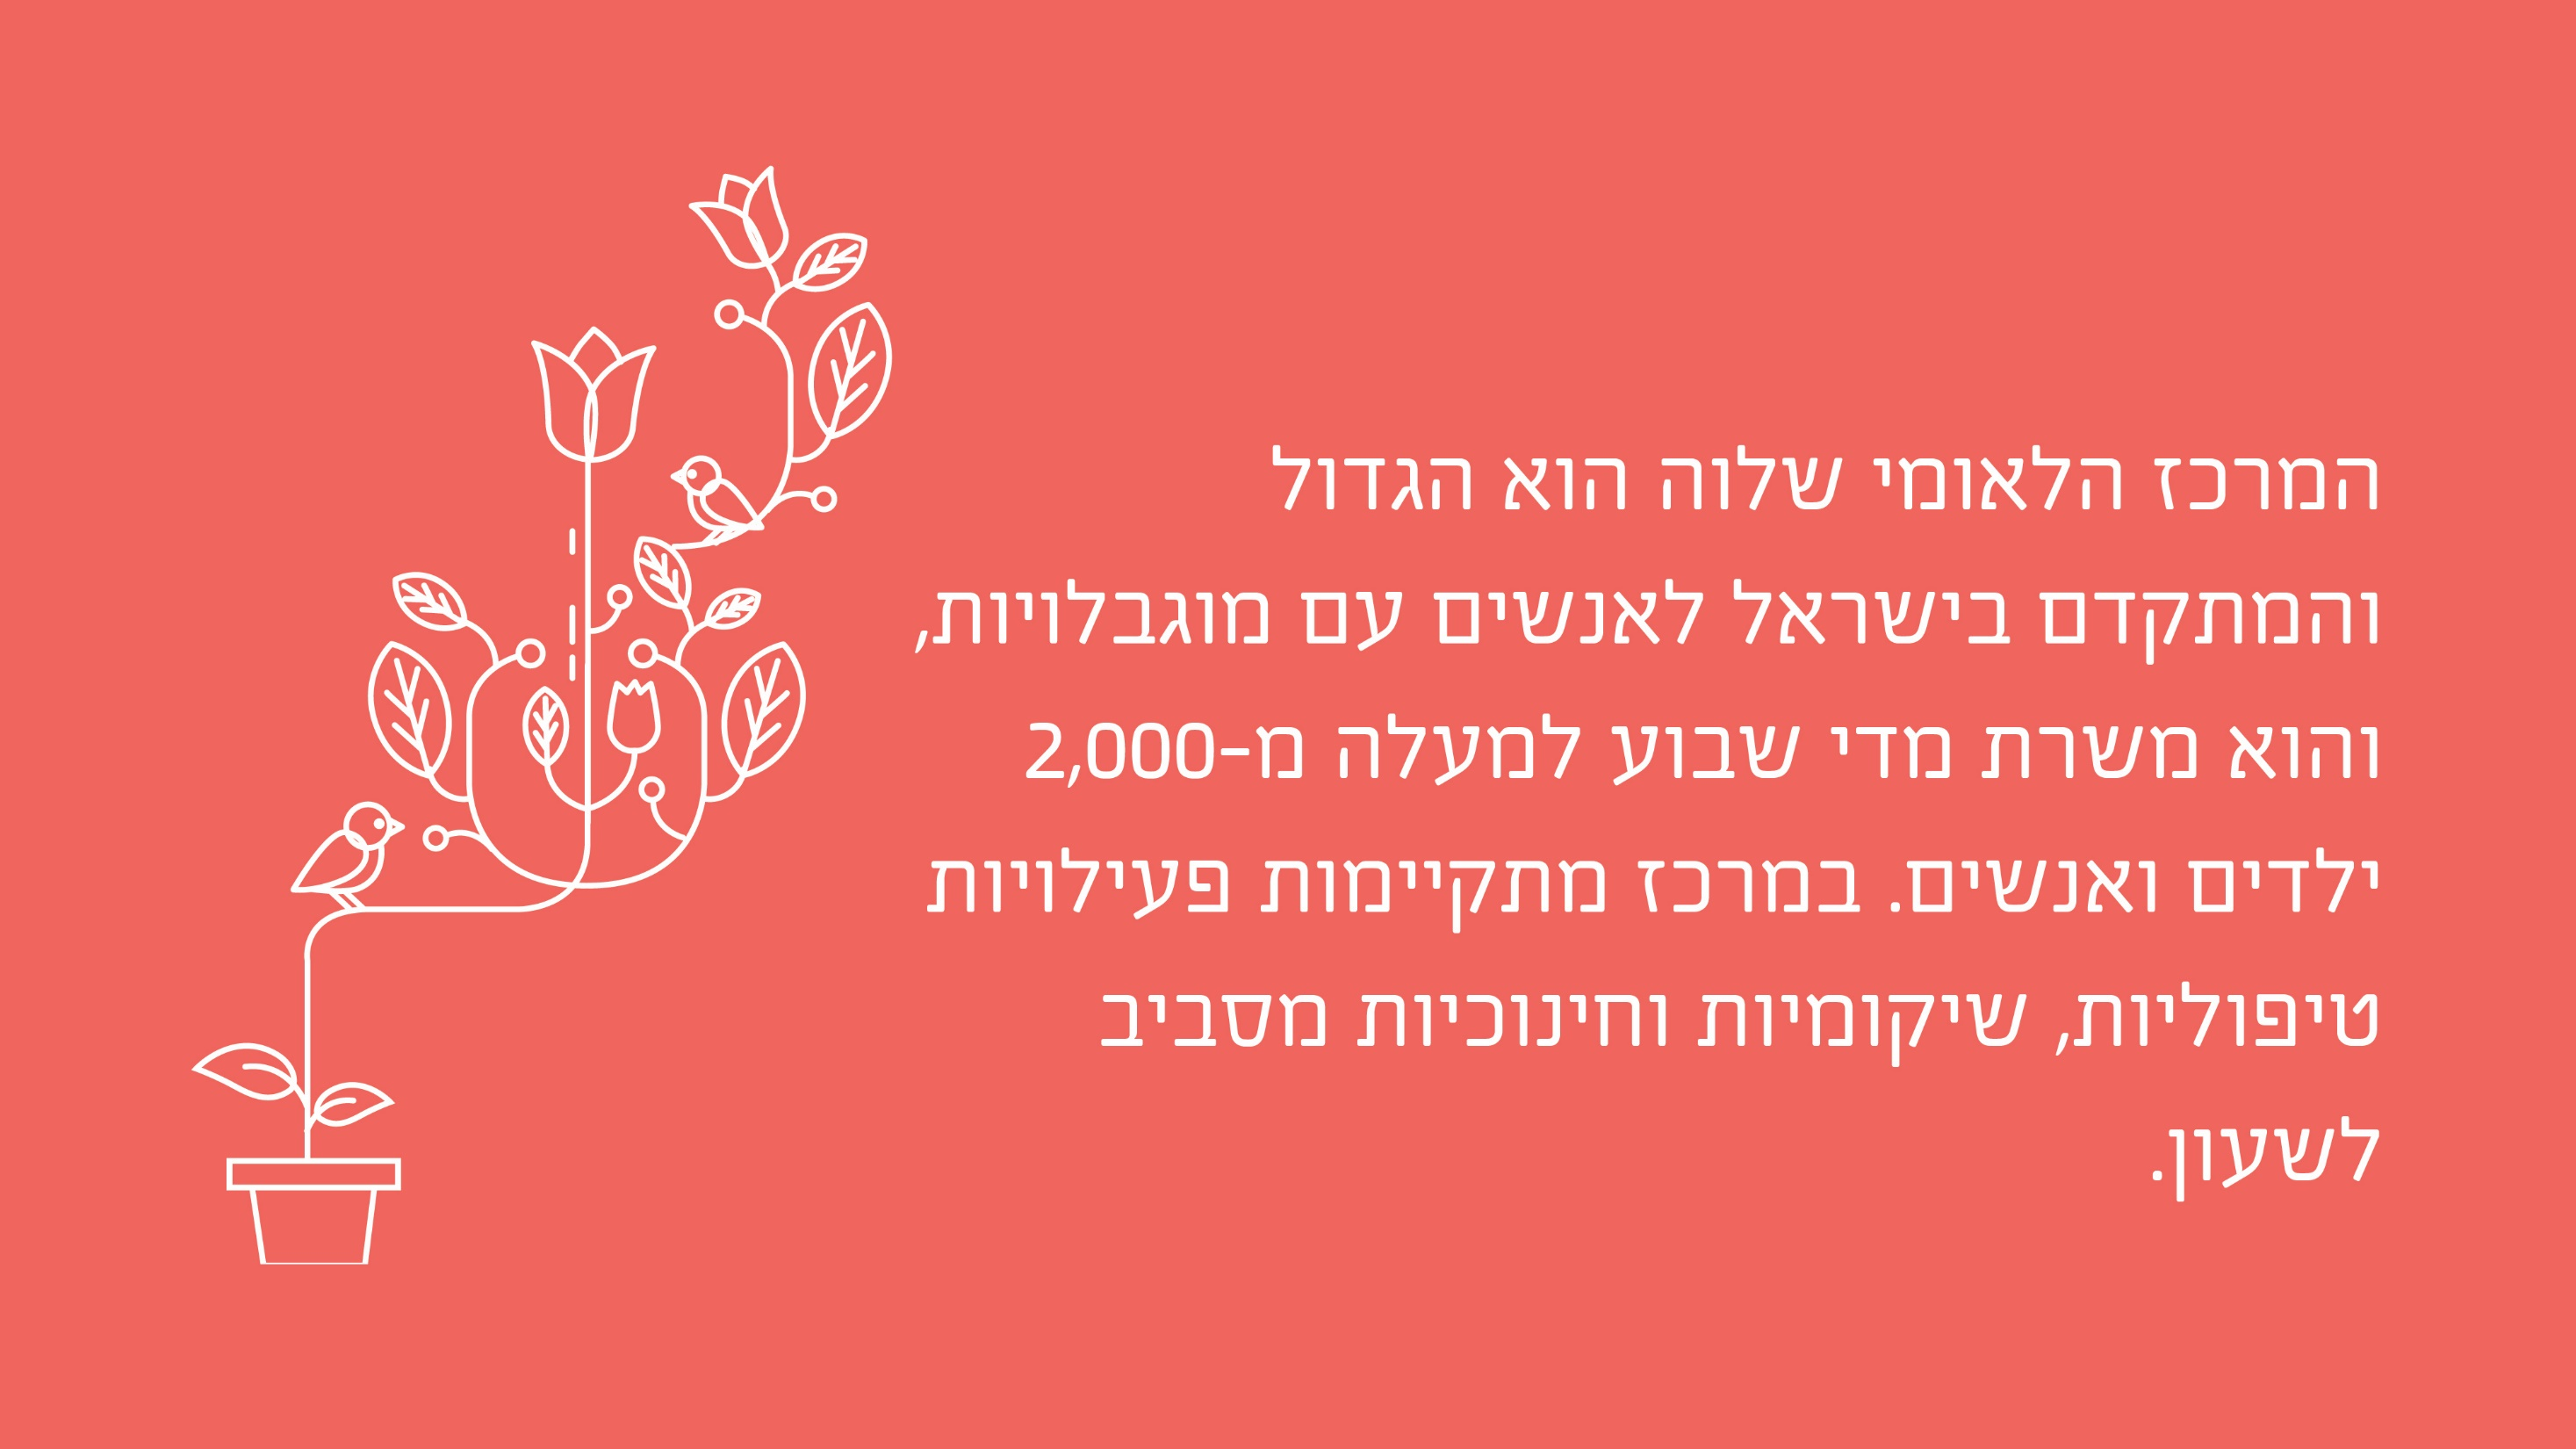 המרכז הלאומי שלוה הוא הגדול
והמתקדם בישראל לאנשים עם מוגבלויות,
והוא משרת מדי שבוע למעלה מ-2,000
ילדים ואנשים. במרכז מתקיימות פעילויות
טיפוליות, שיקומיות וחינוכיות מסביב
לשעון.